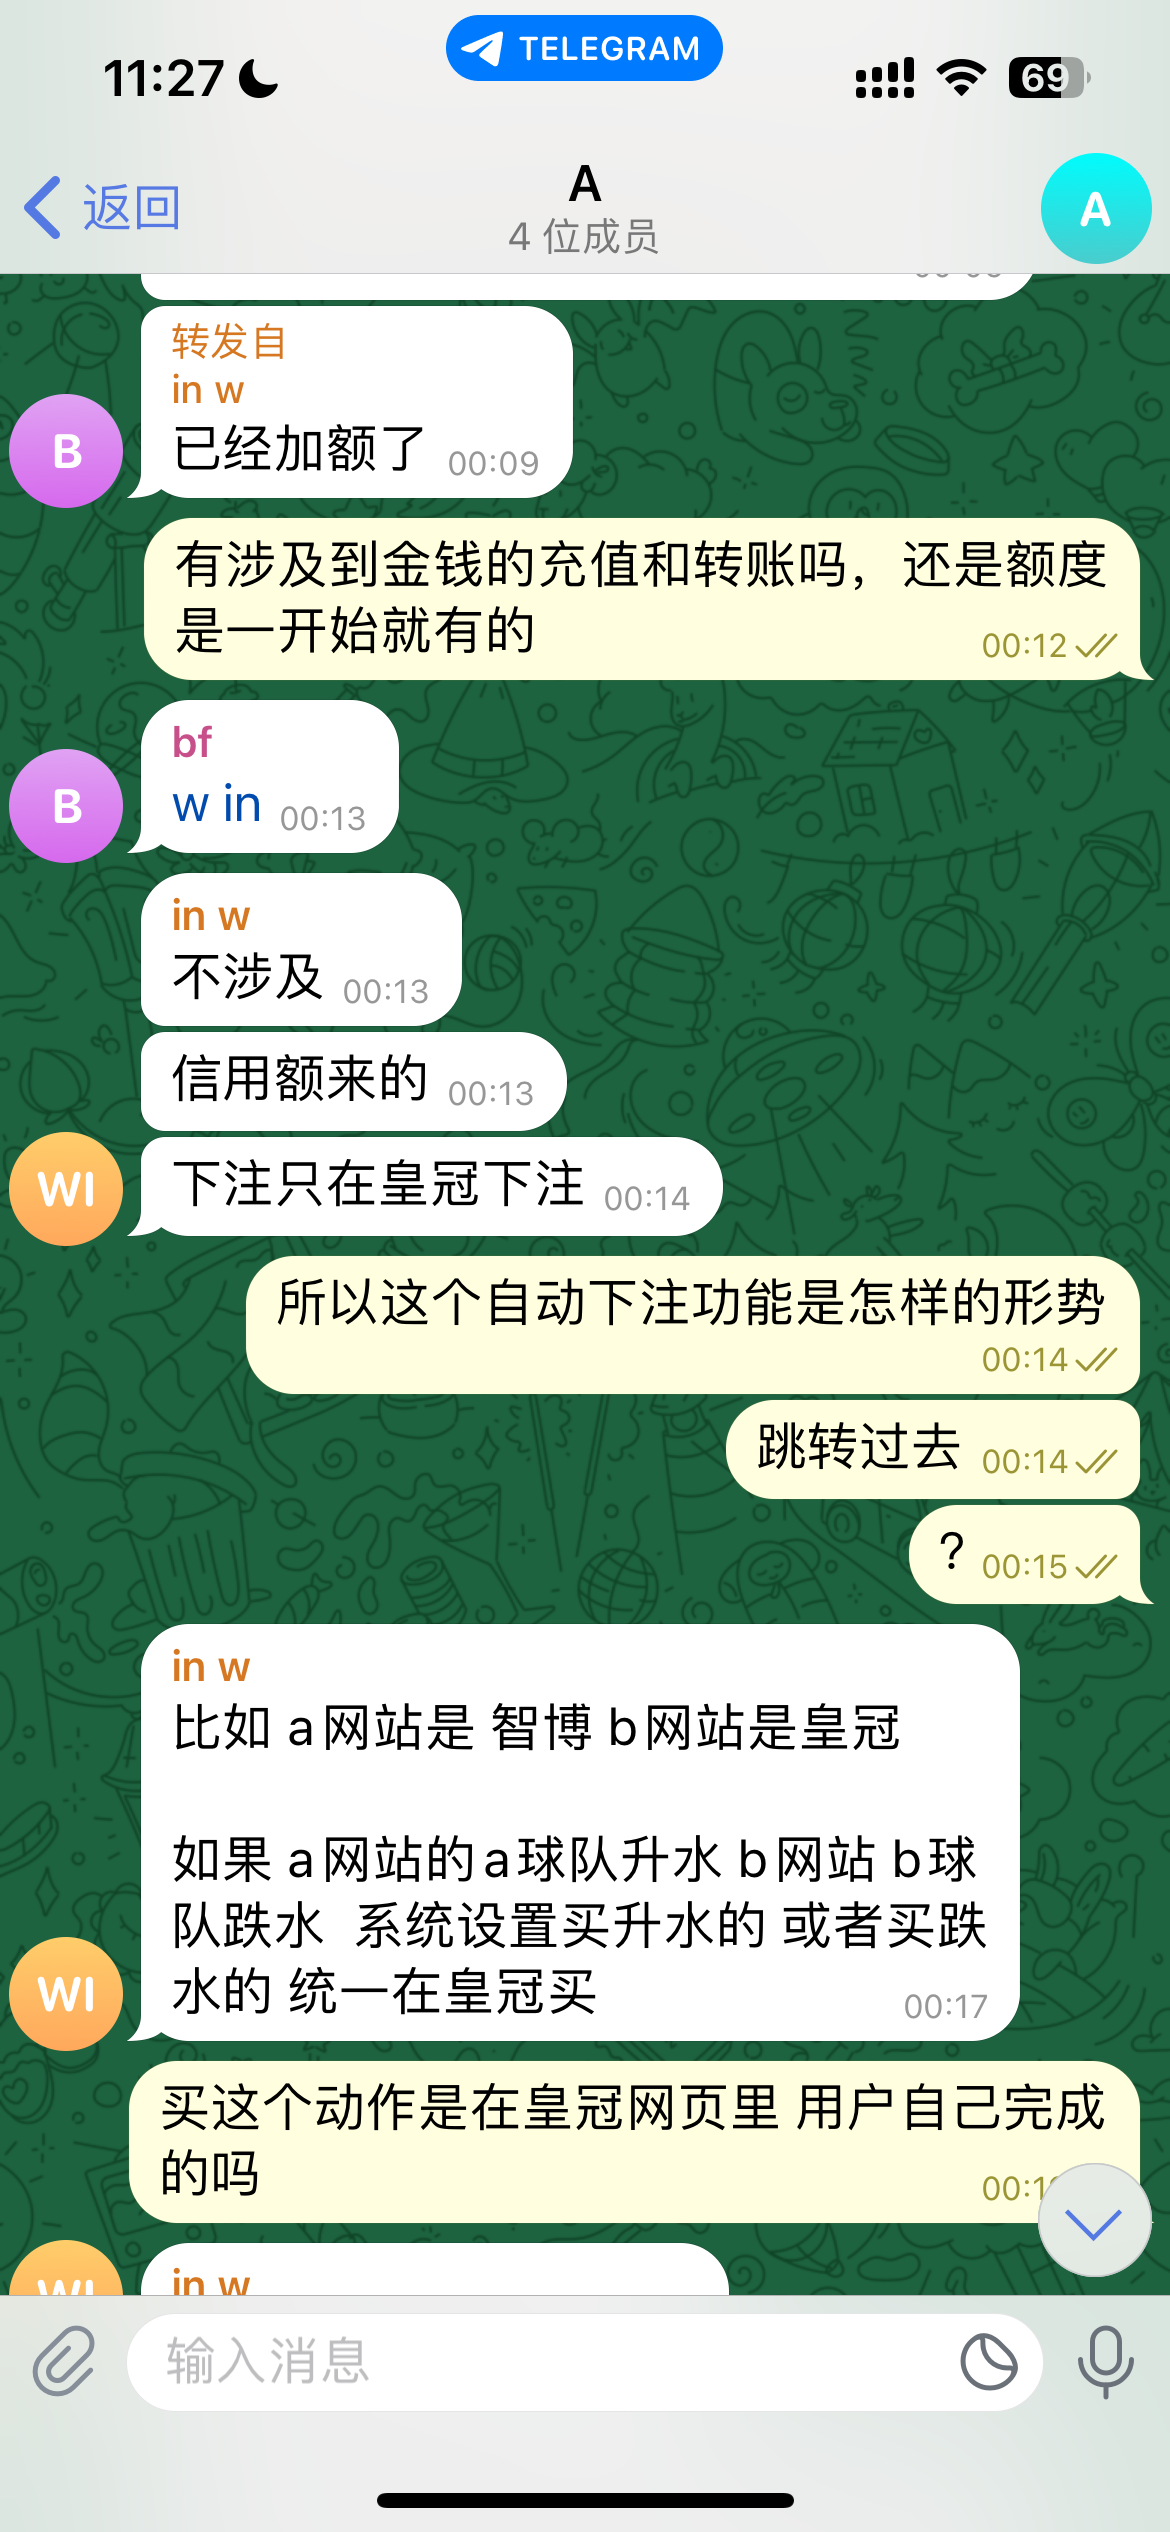 11:27
TELEGRAM
69
返回
A
4 位成员
A
转发自
in w
已经加额了 00:09
B
有涉及到金钱的充值和转账吗，还是额度
是一开始就有的
00:12
bf
w in 00:13
B
in w
不涉及 00:13
信用额来的 00:13
下注只在皇冠下注 00:14
WI
所以这个自动下注功能是怎样的形势
00:14
跳转过去 00:14
? 00:15
in w
比如 a网站是 智博 b网站是皇冠
如果 a网站的a球队升水 b网站 b球
队跌水 系统设置买升水的 或者买跌
水的 统一在皇冠买
00:17
WI
买这个动作是在皇冠网页里 用户自己完成
的吗
in w
WI
输入消息